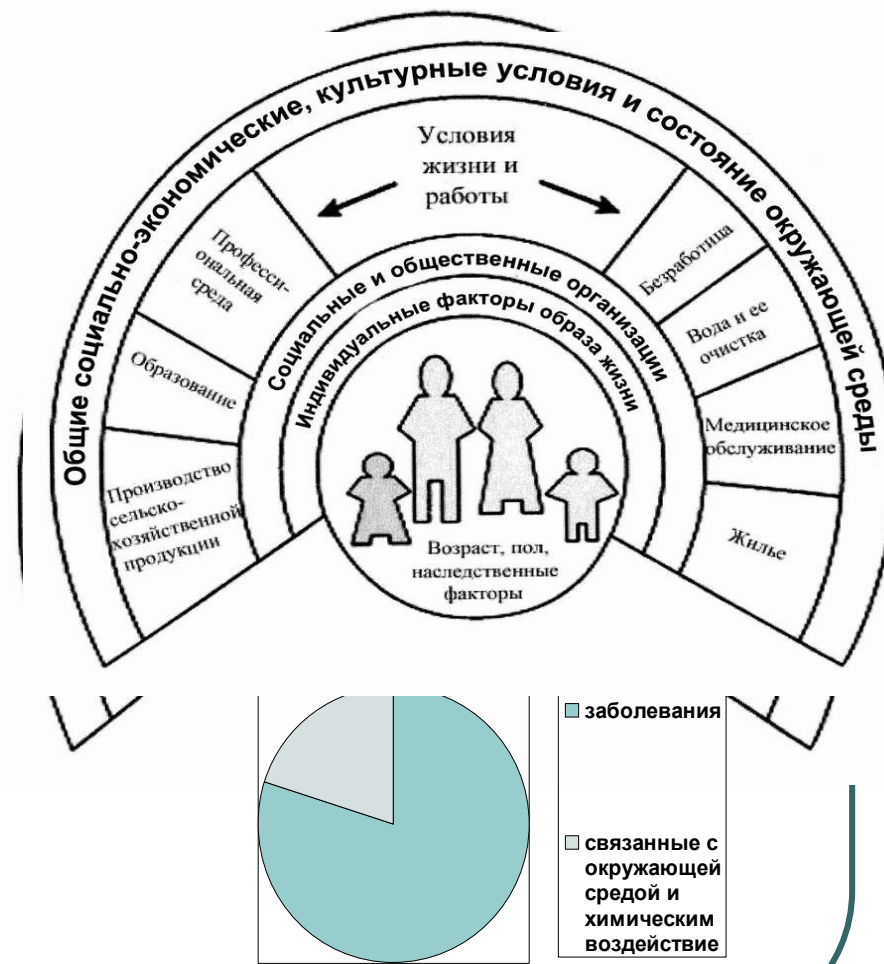 Общие социально-экономические, культурные условия и состояние окружающей среды
Условия
жизни и
работы
Професси-
ональная
среда
Образование
Производство
сельско-
хозяйственной
продукции
Безработица
Вода и ее
очистка
Медицинское
обслуживание
Жилье
Социальные и общественные организации
Индивидуальные факторы образа жизни
Возраст, пол,
наследственные
факторы
заболевания
связанные с
окружающей
средой и
химическим
воздействие